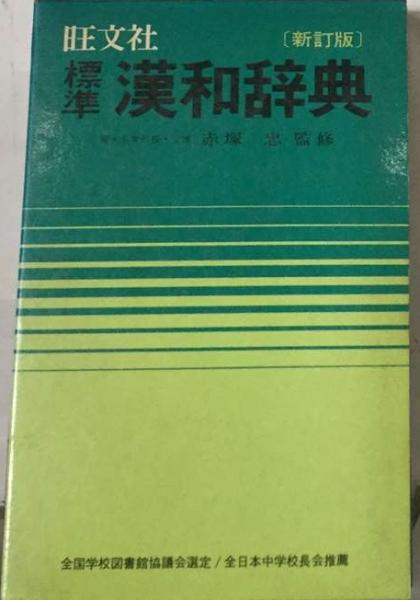 旺文社
〔新訂版〕
標準 漢和辞典
赤塚 忠 監修
全国学校図書館協議会選定/全日本中学校長会推薦